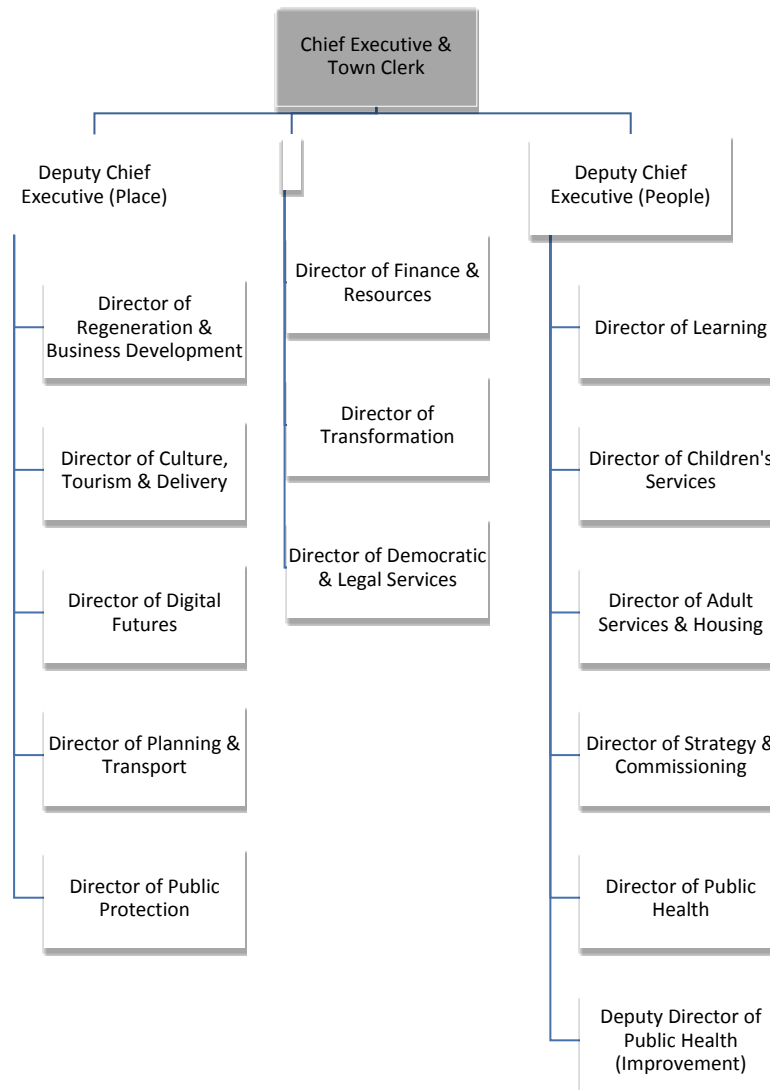 Chief Executive &
Town Clerk
Deputy Chief
Executive (Place)
Deputy Chief
Executive (People)
Director of
Regeneration &
Business Development
Director of Culture,
Tourism & Delivery
Director of Digital
Futures
Director of Planning &
Transport
Director of Public
Protection
Director of Finance &
Resources
Director of
Transformation
Director of Democratic
& Legal Services
Director of Learning
Director of Children's
Services
Director of Adult
Services & Housing
Director of Strategy &
Commissioning
Director of Public
Health
Deputy Director of
Public Health
(Improvement)